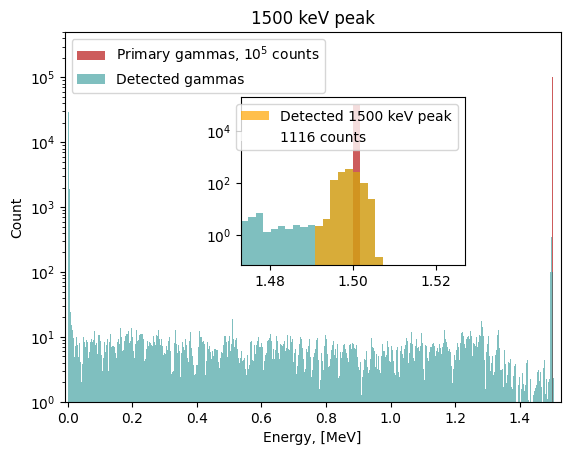 1500 keV peak
Primary gammas, 10⁵ counts
Detected gammas
Detected 1500 keV peak
1116 counts
10⁴
10²
10⁰
1.48 1.50 1.52
Count
10⁵
10⁴
10³
10²
10¹
10⁰
0.0 0.2 0.4 0.6 0.8 1.0 1.2 1.4
Energy, [MeV]